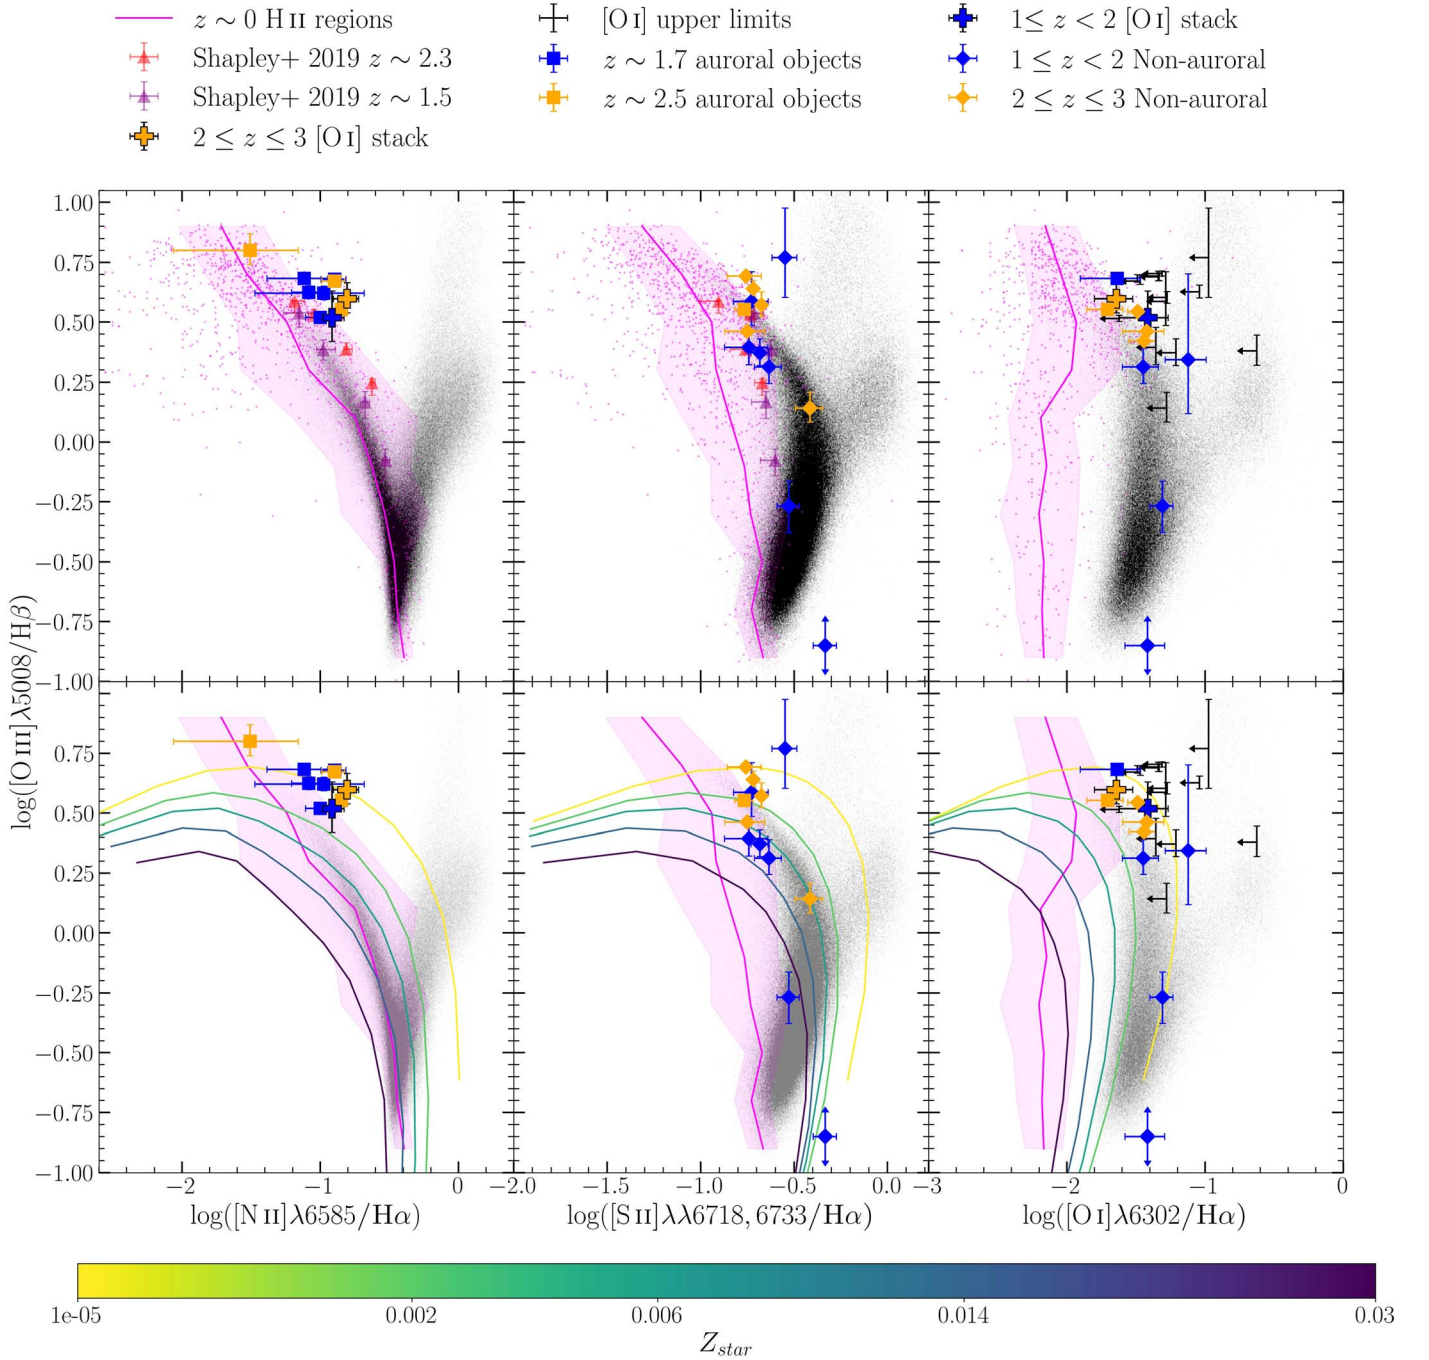 z ∼ 0 H II regions
Shapley+ 2019 z ∼ 2.3
Shapley+ 2019 z ∼ 1.5
2 ≤ z ≤ 3 [O I] stack
[O I] upper limits
z ∼ 1.7 auroral objects
z ∼ 2.5 auroral objects
1≤ z < 2 [O I] stack
1 ≤ z < 2 Non-auroral
2 ≤ z ≤ 3 Non-auroral
log([O III]λ5008/Hβ)
1.00
0.75
0.50
0.25
0.00
−0.25
−0.50
−0.75
−1.00
0.75
0.50
0.25
0.00
−0.25
−0.50
−0.75
−1.00
−2 −1 0
−2.0 −1.5 −1.0 −0.5 0.0
−3 −2 −1 0
log([N II]λ6585/Hα)
log([S II]λλ6718, 6733/Hα)
log([O I]λ6302/Hα)
1e-05 0.002 0.006 0.014 0.03
Z_star